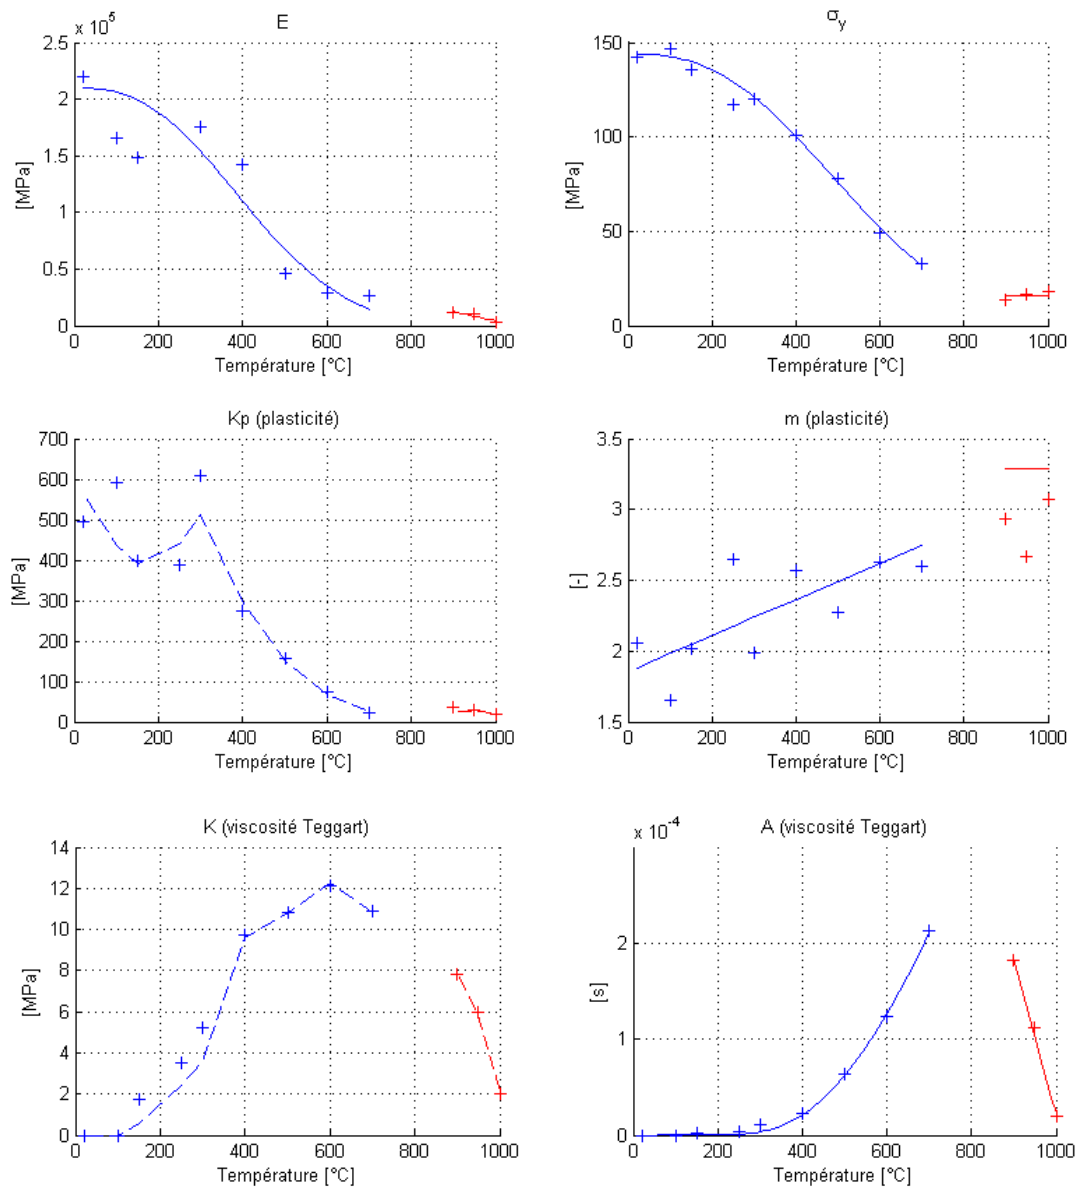 E
x 10^5
2.5
2
1.5
1
0.5
0
[MPa]
0 200 400 600 800 1000
Température [°C]
σ_y
150
100
50
0
[MPa]
0 200 400 600 800 1000
Température [°C]
Kp (plasticité)
700
600
500
400
300
200
100
0
[MPa]
0 200 400 600 800 1000
Température [°C]
m (plasticité)
3.5
3
2.5
2
1.5
[-]
0 200 400 600 800 1000
Température [°C]
K (viscosité Teggart)
14
12
10
8
6
4
2
0
[MPa]
0 200 400 600 800 1000
Température [°C]
A (viscosité Teggart)
x 10^-4
2
1
0
[s]
0 200 400 600 800 1000
Température [°C]